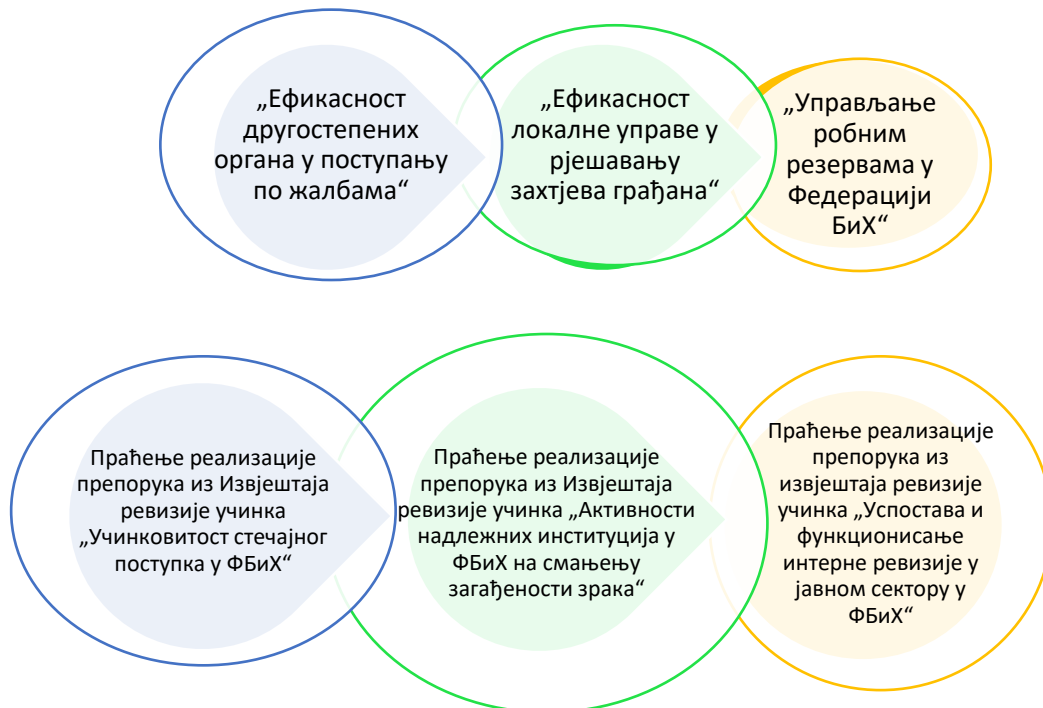 „Ефикасност
другостепених
органа у поступању
по жалбама“
„Ефикасност
локалне управе у
рјешавању
захтјева грађана“
„Управљање
робним
резервама у
Федерацији
БиХ“
Праћење реализације
препорука из Извјештаја
ревизије учинка
„Учинковитост стечајног
поступка у ФБиХ“
Праћење реализације
препорука из Извјештаја
ревизије учинка „Активности
надлежних институција у
ФБиХ на смањењу
загађености зрака“
Праћење реализације
препорука из
извјештаја ревизије
учинка „Успостава и
функционисање
интерне ревизије у
јавном сектору у
ФБиХ“